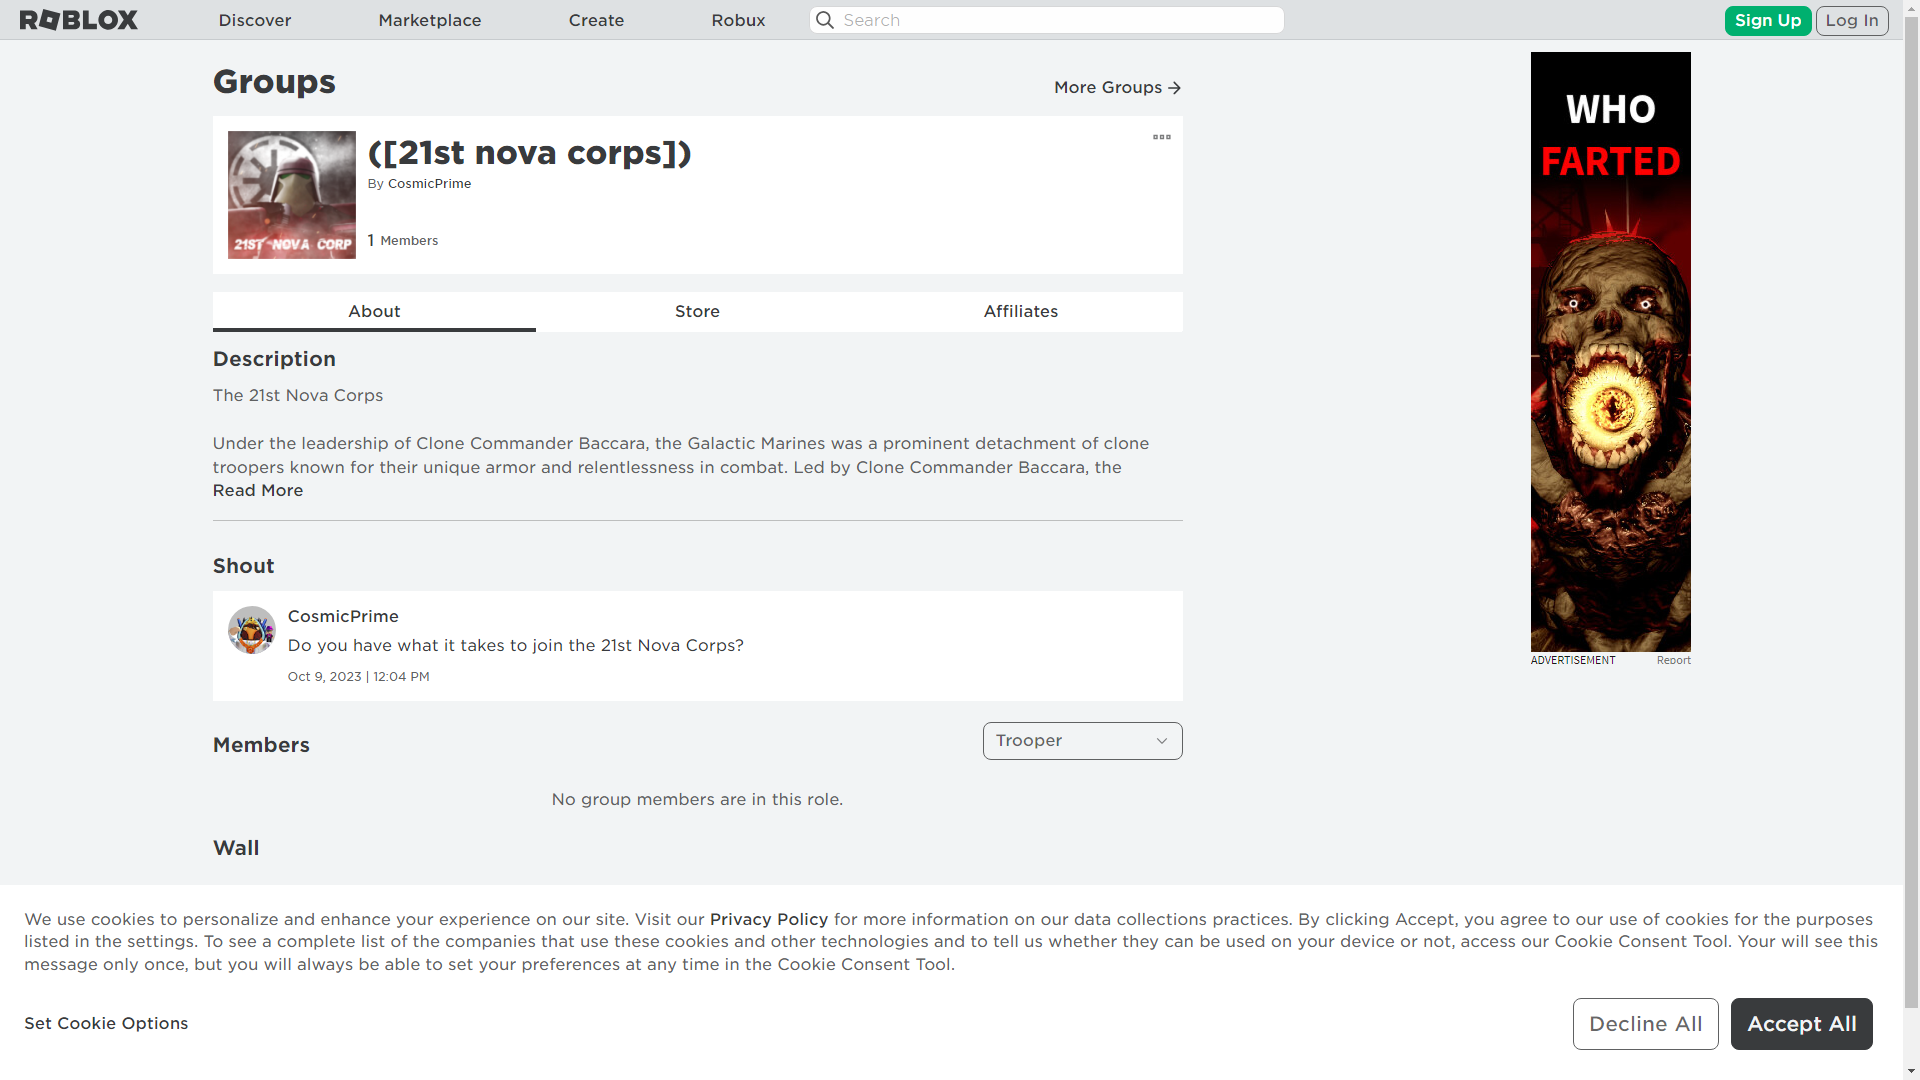 ROBLOX
Discover
Marketplace
Create
Robux
Search
Sign Up
Log In
Groups
More Groups
([21st nova corps])
By CosmicPrime
1 Members
21ST NOVA CORP
About
Store
Affiliates
Description
The 21st Nova Corps
Under the leadership of Clone Commander Baccara, the Galactic Marines was a prominent detachment of clone
troopers known for their unique armor and relentlessness in combat. Led by Clone Commander Baccara, the
Read More
Shout
CosmicPrime
Do you have what it takes to join the 21st Nova Corps?
Oct 9, 2023 | 12:04 PM
Members
Trooper
No group members are in this role.
Wall
WHO
FARTED
ADVERTISEMENT
Report
We use cookies to personalize and enhance your experience on our site. Visit our Privacy Policy for more information on our data collections practices. By clicking Accept, you agree to our use of cookies for the purposes
listed in the settings. To see a complete list of the companies that use these cookies and other technologies and to tell us whether they can be used on your device or not, access our Cookie Consent Tool. Your will see this
message only once, but you will always be able to set your preferences at any time in the Cookie Consent Tool.
Set Cookie Options
Decline All
Accept All